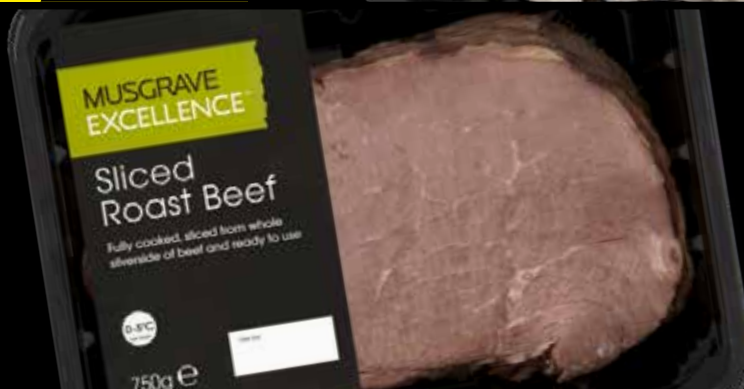 MUSGRAVE
EXCELLENCE
Sliced
Roast Beef
Fully cooked, sliced from whole
silverside of beef and ready to use
0-5°C
750g e